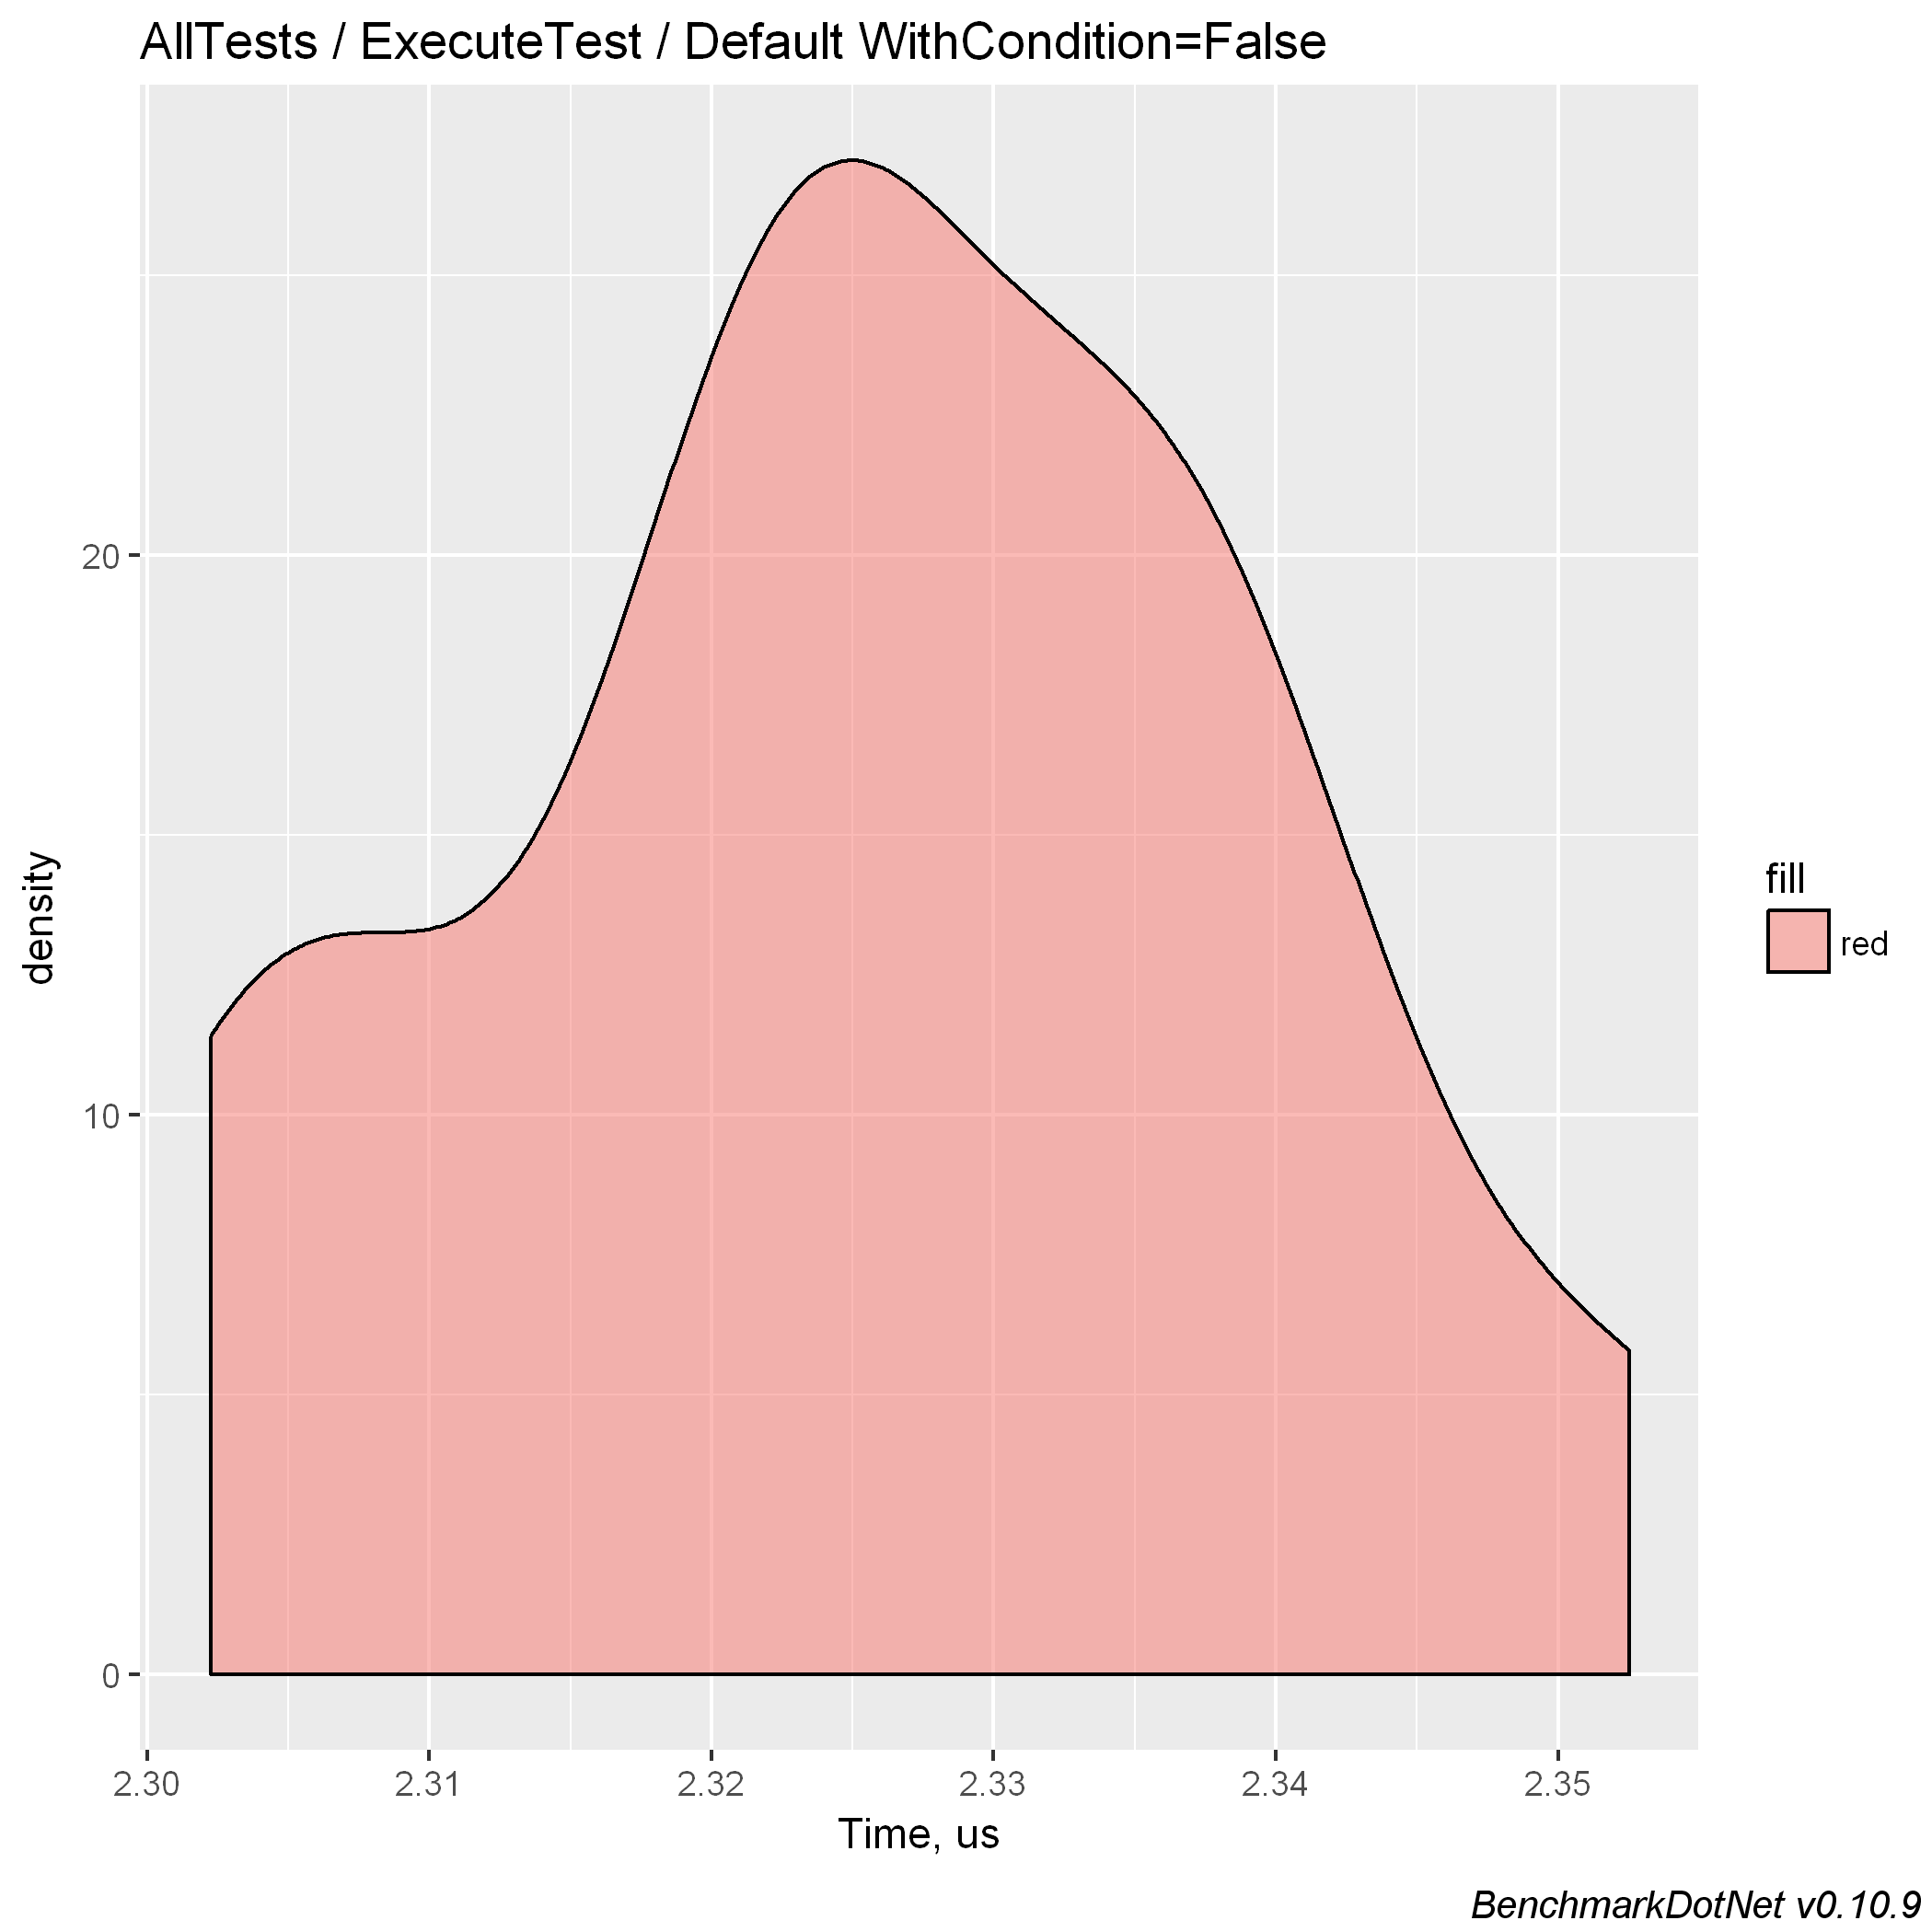 AllTests / ExecuteTest / Default WithCondition=False
density
20
10
0
2.30 2.31 2.32 2.33 2.34 2.35
Time, us
fill
red
BenchmarkDotNet v0.10.9